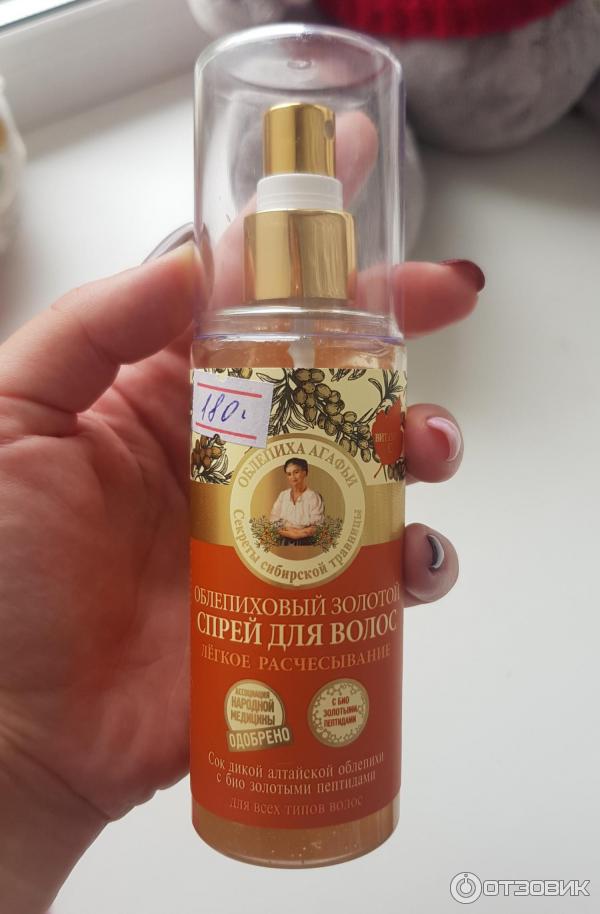 180.
ВИТАМИН
С
ОБЛЕПИХА АГАФЬИ
Секреты сибирской травницы
ОБЛЕПИХОВЫЙ ЗОЛОТОЙ
СПРЕЙ ДЛЯ ВОЛОС
ЛЁГКОЕ РАСЧЕСЫВАНИЕ
АССОЦИАЦИЯ
НАРОДНОЙ
МЕДИЦИНЫ
ОДОБРЕНО
С БИО
ЗОЛОТЫМИ
ПЕПТИДАМИ
Сок дикой алтайской облепихи
с био золотыми пептидами
для всех типов волос
ОТЗОВИК